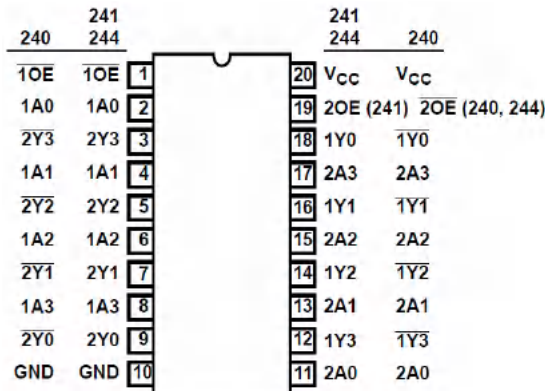 241 241
240 244 244 240
1OE 1OE 1 20 VCC VCC
1A0 1A0 2 19 2OE (241) 2OE (240, 244)
2Y3 2Y3 3 18 1Y0 1Y0
1A1 1A1 4 17 2A3 2A3
2Y2 2Y2 5 16 1Y1 1Y1
1A2 1A2 6 15 2A2 2A2
2Y1 2Y1 7 14 1Y2 1Y2
1A3 1A3 8 13 2A1 2A1
2Y0 2Y0 9 12 1Y3 1Y3
GND GND 10 11 2A0 2A0